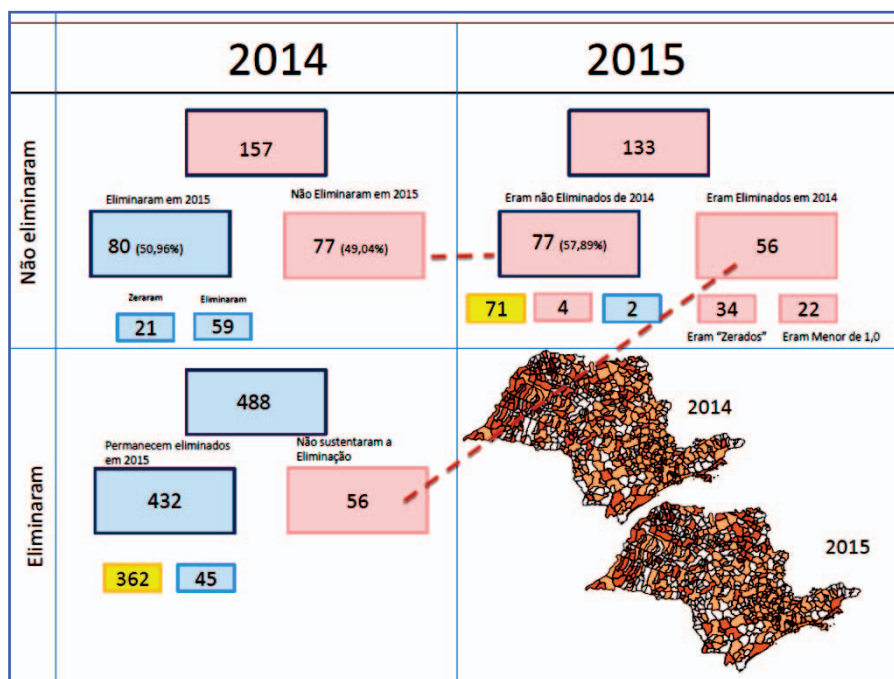 2014
2015
Não eliminaram
157
133
Eliminaram em 2015
Não Eliminaram em 2015
Eram não Eliminados de 2014
Eram Eliminados em 2014
80 (50,96%)
77 (49,04%)
77 (57,89%)
56
Zeraram
Eliminaram
21
59
71
4
2
34
22
Eram "Zerados"
Eram Menor de 1,0
Eliminaram
488
Permanecem eliminados
em 2015
Não sustentaram a
Eliminação
432
56
362
45
2014
2015